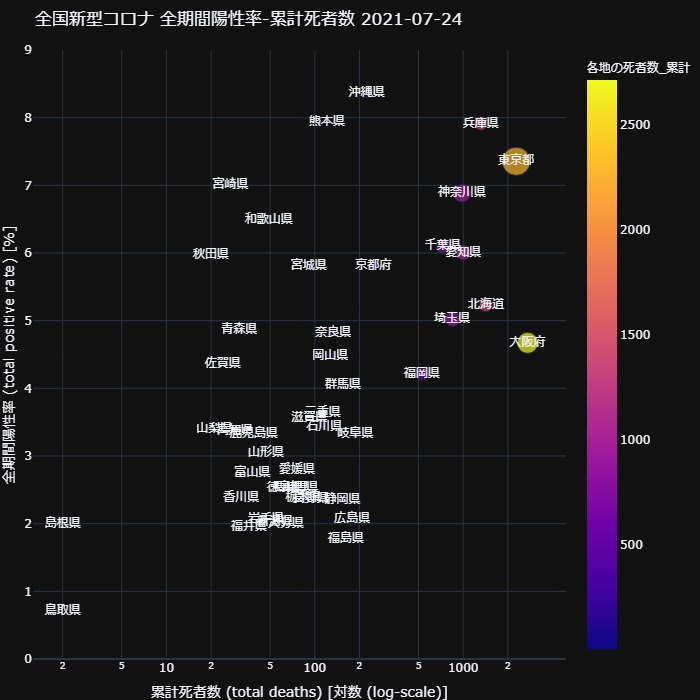 全国新型コロナ 全期間陽性率-累計死者数 2021-07-24
各地の死者数_累計
9
8
7
6
5
4
3
2
1
0
全期間陽性率 (total positive rate) [%]
沖縄県
熊本県
兵庫県
東京都
宮崎県
神奈川県
和歌山県
千葉県
愛知県
秋田県
宮城県
京都府
北海道
埼玉県
青森県
奈良県
大阪府
岡山県
佐賀県
福岡県
群馬県
三重県
滋賀県
石川県
山梨県
鹿児島県
岐阜県
山形県
愛媛県
富山県
香川県
静岡県
岩手県
広島県
島根県
福井県
大分県
福島県
鳥取県
2500
2000
1500
1000
500
2
5
10
2
5
100
2
5
1000
2
累計死者数 (total deaths) [対数 (log-scale)]